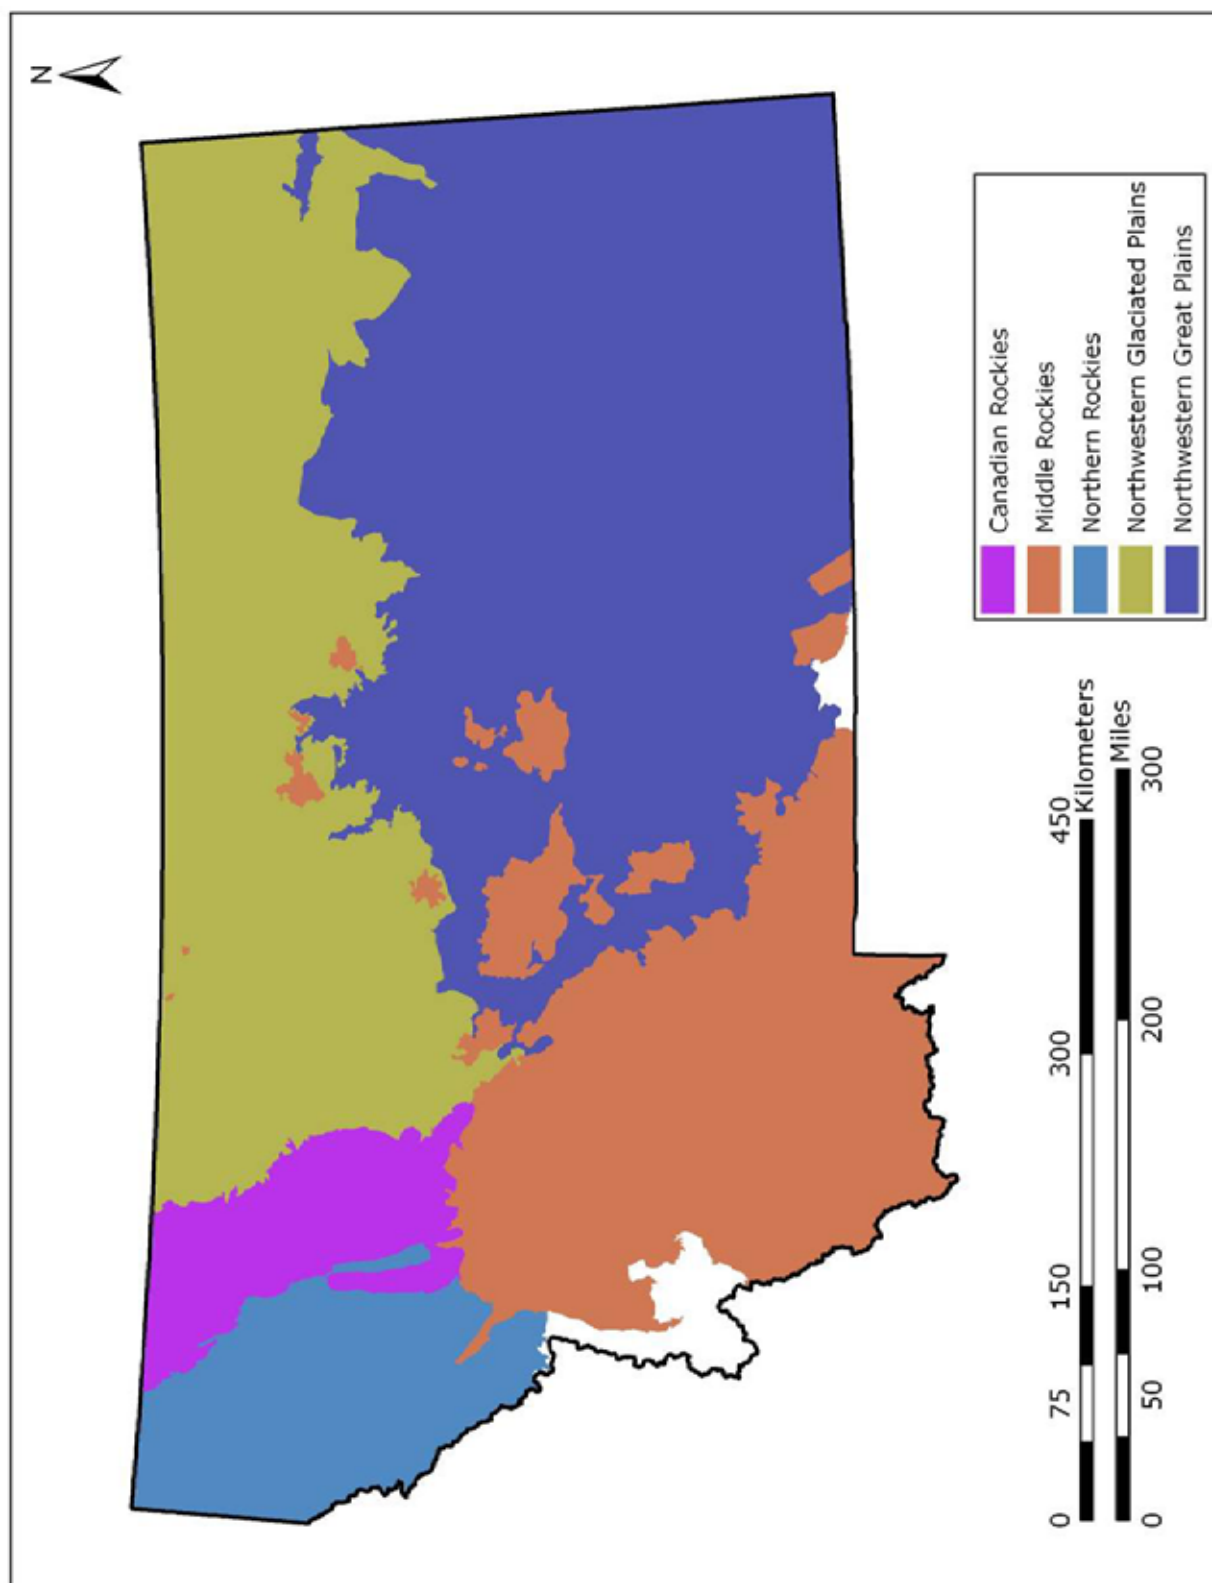 N
Canadian Rockies
Middle Rockies
Northern Rockies
Northwestern Glaciated Plains
Northwestern Great Plains
0 75 150 300 450
Kilometers
Miles
0 50 100 200 300